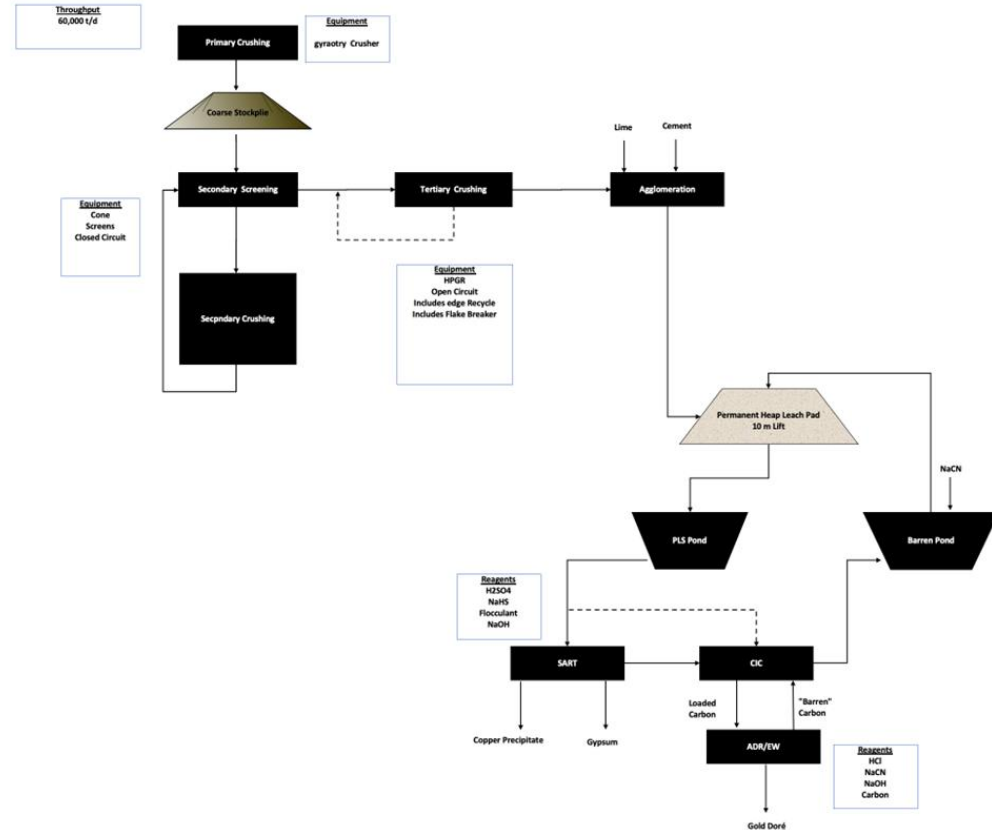 Throughput
60,000 t/d
Primary Crushing
Equipment
gyraotry Crusher
Coarse Stockplie
Lime
Cement
Secondary Screening
Tertiary Crushing
Agglomeration
Equipment
Cone
Screens
Closed Circuit
Equipment
HPGR
Open Circuit
Includes edge Recycle
Includes Flake Breaker
Secpndary Crushing
Permanent Heap Leach Pad
10 m Lift
NaCN
PLS Pond
Barren Pond
Reagents
H2SO4
NaHS
Flocculant
NaOH
SART
CIC
Loaded
Carbon
"Barren"
Carbon
Copper Precipitate
Gypsum
ADR/EW
Reagents
HCl
NaCN
NaOH
Carbon
Gold Doré